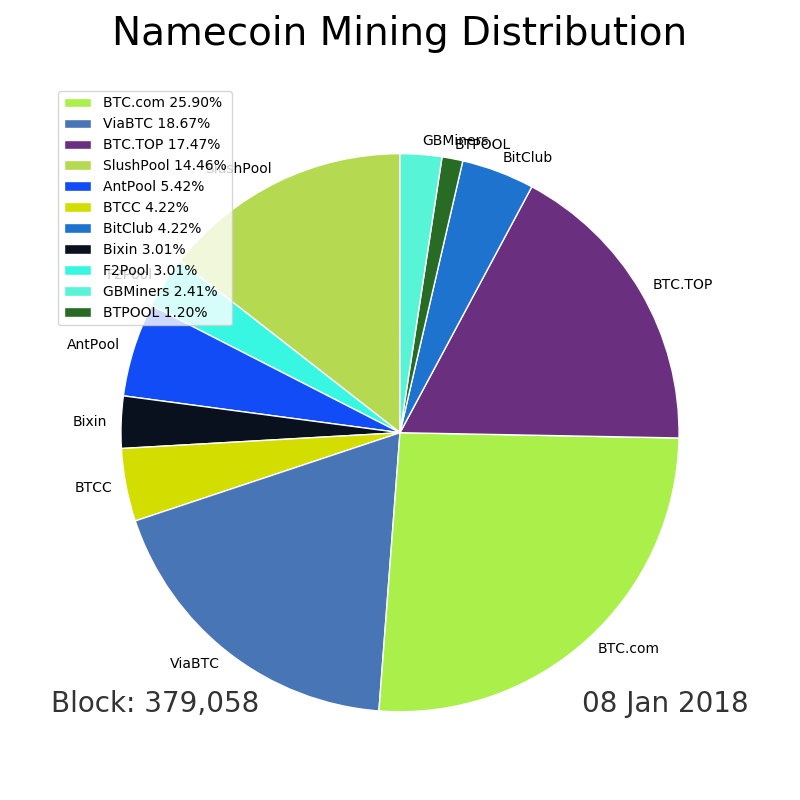 Namecoin Mining Distribution
BTC.com 25.90%
ViaBTC 18.67%
BTC.TOP 17.47%
SlushPool 14.46%
AntPool 5.42%
BTCC 4.22%
BitClub 4.22%
Bixin 3.01%
F2Pool 3.01%
GBMiners 2.41%
BTPOOL 1.20%
GBMiners
BTPOOL
BitClub
SlushPool
F2Pool
BTC.TOP
AntPool
Bixin
BTCC
BTC.com
ViaBTC
Block: 379,058
08 Jan 2018